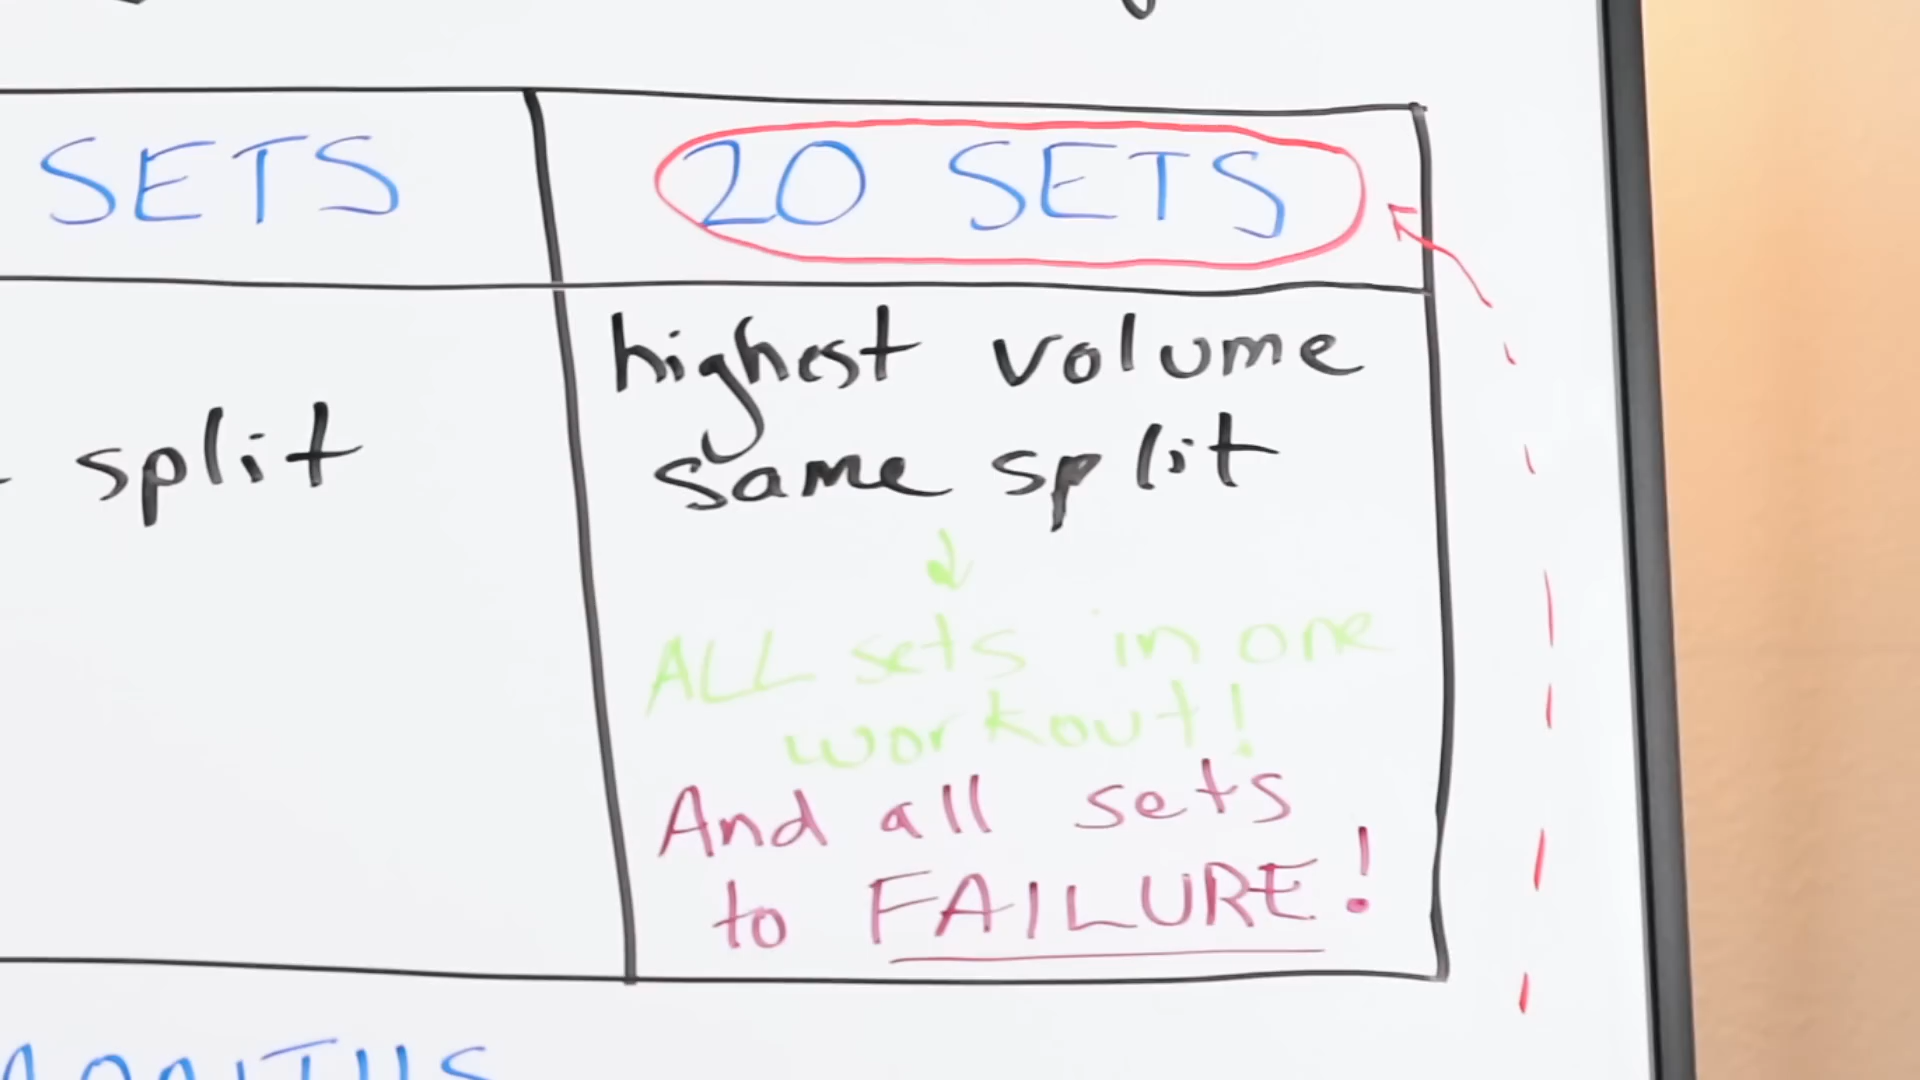 SETS
20 SETS
split
highest volume
same split
ALL sets in one
workout!
And all sets
to FAILURE!